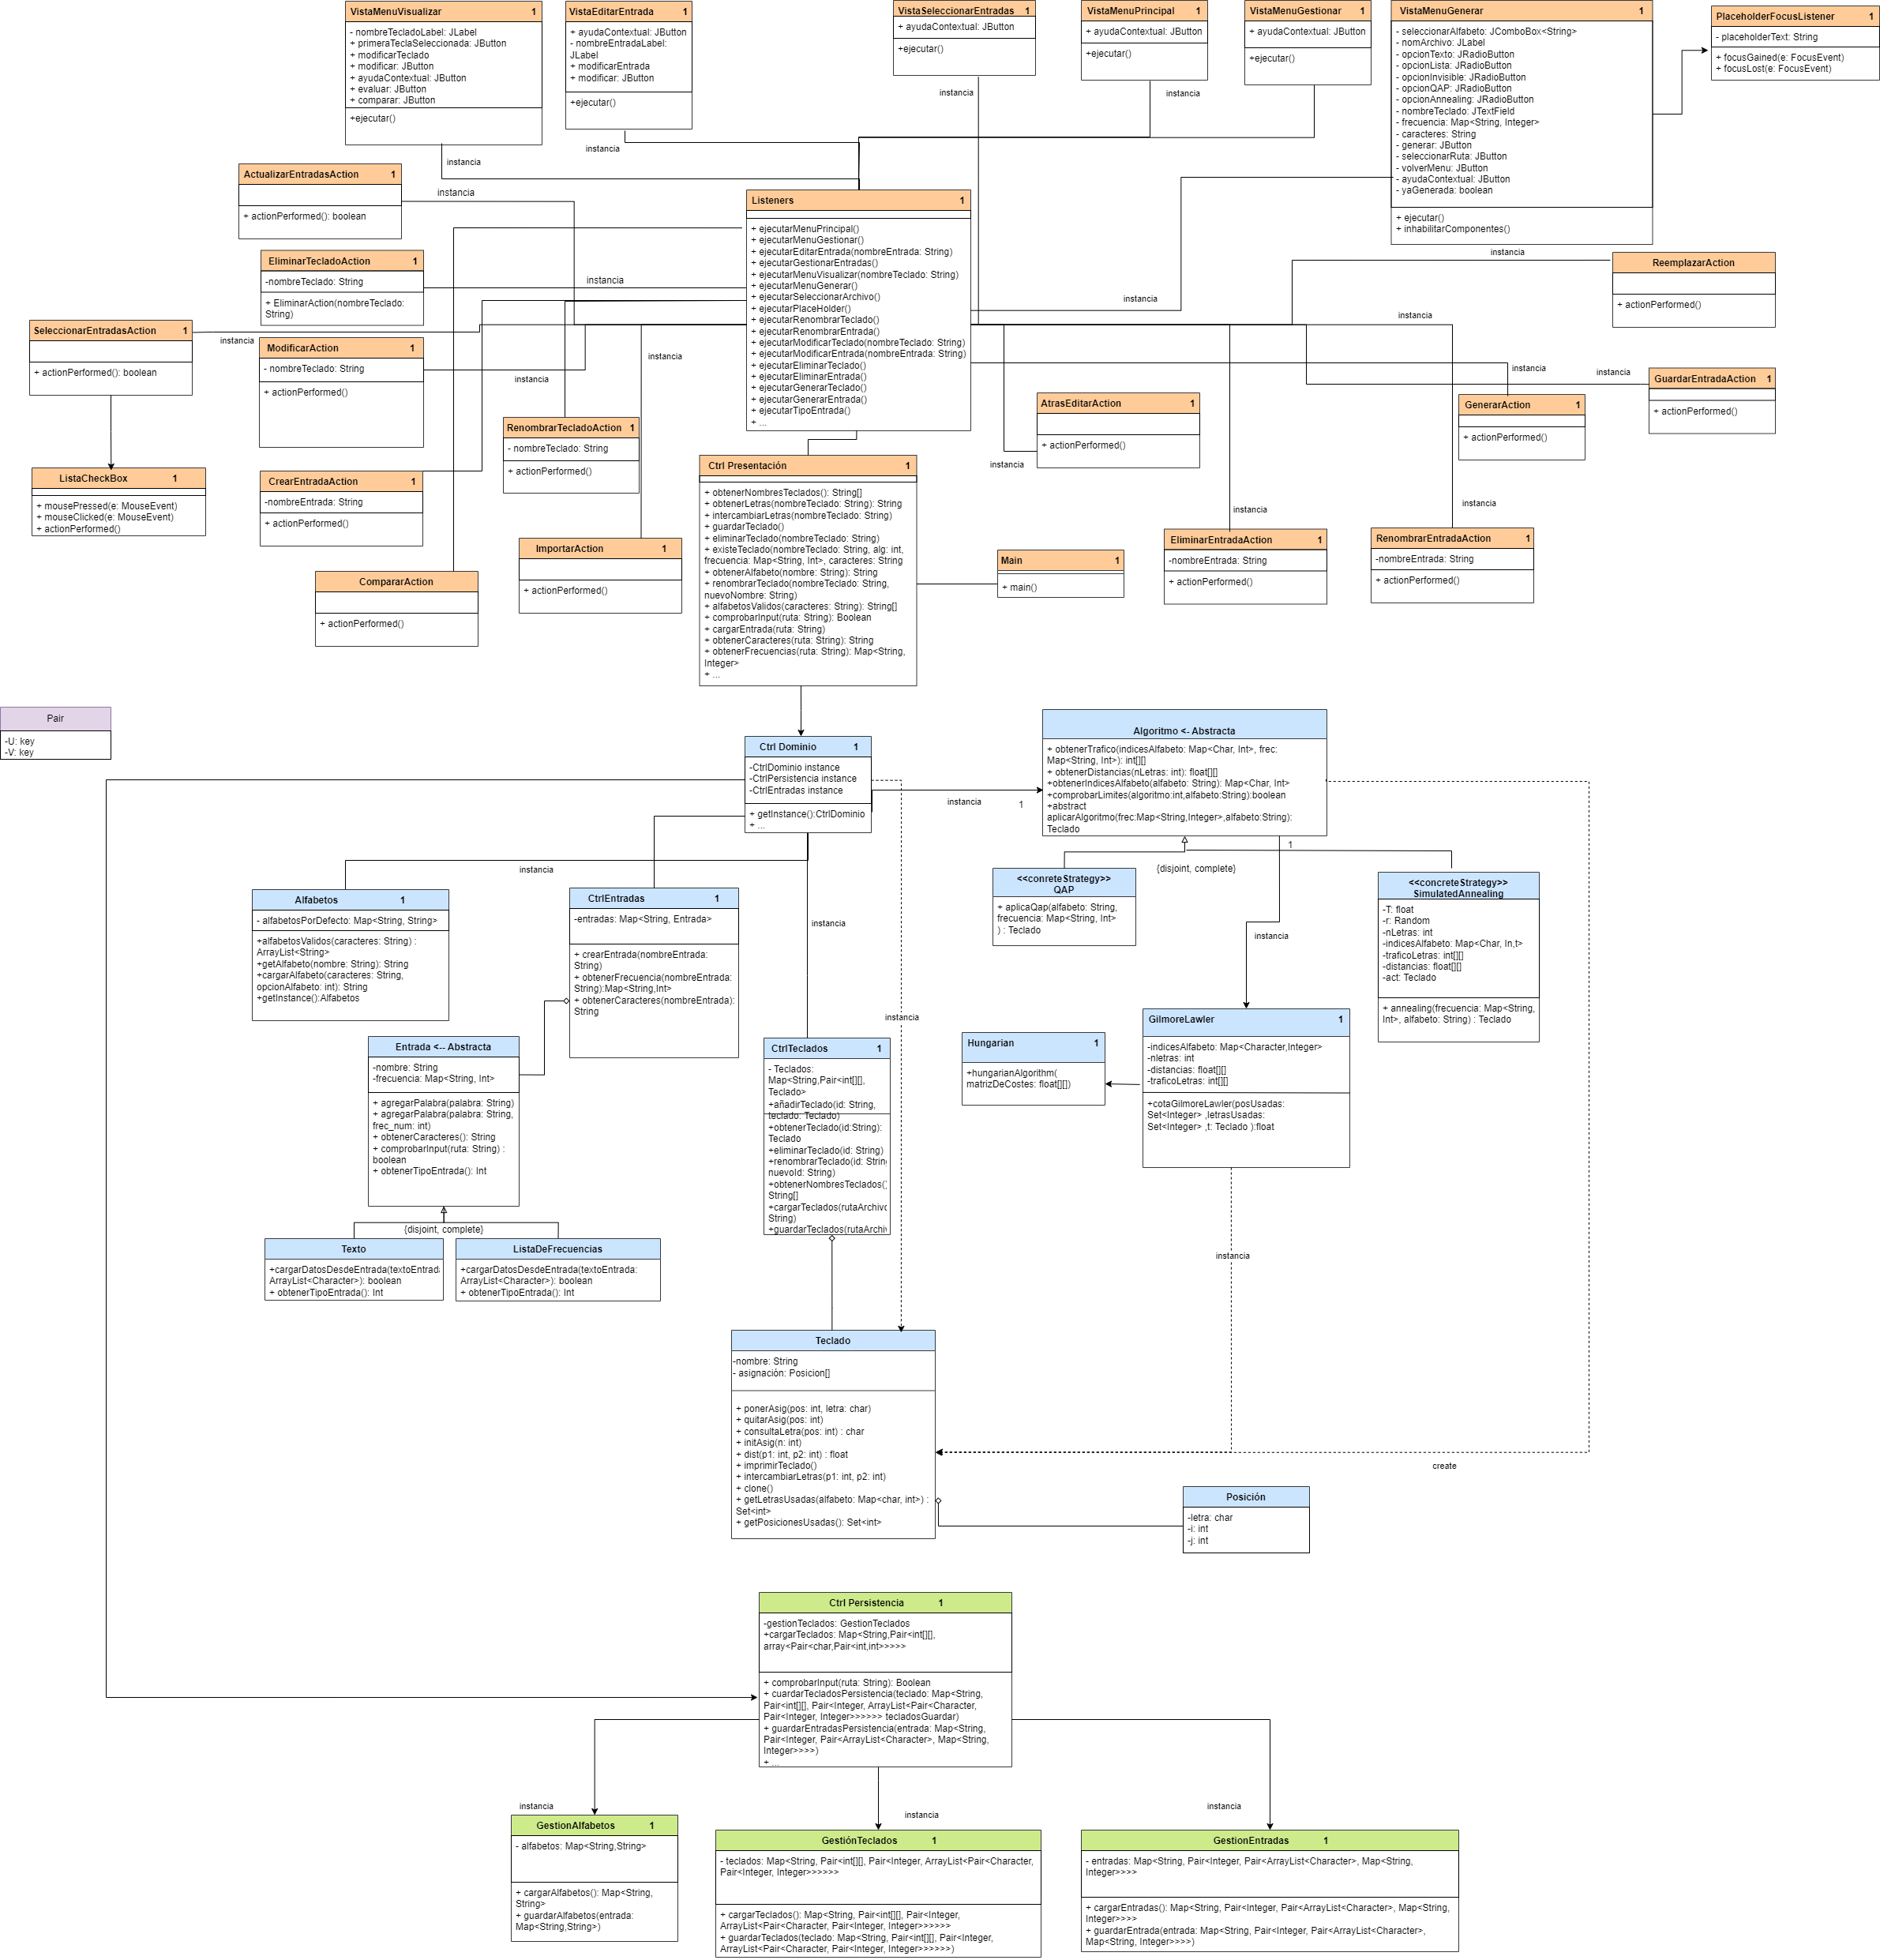 VistaMenuVisualizar 1
- nombreTecladoLabel: JLabel
+ primeraTeclaSeleccionada: JButton
+ modificarTeclado
+ modificar: JButton
+ ayudaContextual: JButton
+ evaluar: JButton
+ comparar: JButton
+ejecutar()
VistaEditarEntrada 1
+ ayudaContextual: JButton
- nombreEntradaLabel:
JLabel
+ modificarEntrada
+ modificar: JButton
+ejecutar()
VistaSeleccionarEntradas 1
+ ayudaContextual: JButton
+ejecutar()
VistaMenuPrincipal 1
+ ayudaContextual: JButton
+ejecutar()
VistaMenuGestionar 1
+ ayudaContextual: JButton
+ejecutar()
VistaMenuGenerar 1
- seleccionarAlfabeto: JComboBox<String>
- nomArchivo: JLabel
- opcionTexto: JRadioButton
- opcionLista: JRadioButton
- opcionInvisible: JRadioButton
- opcionQAP: JRadioButton
- opcionAnnealing: JRadioButton
- nombreTeclado: JTextField
- frecuencia: Map<String, Integer>
- caracteres: String
- generar: JButton
- seleccionarRuta: JButton
- volverMenu: JButton
- ayudaContextual: JButton
- yaGenerada: boolean
+ ejecutar()
+ inhabilitarComponentes()
PlaceholderFocusListener 1
- placeholderText: String
+ focusGained(e: FocusEvent)
+ focusLost(e: FocusEvent)
instancia
instancia
instancia
instancia
ActualizarEntradasAction 1
+ actionPerformed(): boolean
instancia
Listeners 1
+ ejecutarMenuPrincipal()
+ ejecutarMenuGestionar()
+ ejecutarEditarEntrada(nombreEntrada: String)
+ ejecutarGestionarEntradas()
+ ejecutarMenuVisualizar(nombreTeclado: String)
+ ejecutarMenuGenerar()
+ ejecutarSeleccionarArchivo()
+ ejecutarPlaceHolder()
+ ejecutarRenombrarTeclado()
+ ejecutarRenombrarEntrada()
+ ejecutarModificarTeclado(nombreTeclado: String)
+ ejecutarModificarEntrada(nombreEntrada: String)
+ ejecutarEliminarTeclado()
+ ejecutarEliminarEntrada()
+ ejecutarGenerarTeclado()
+ ejecutarGenerarEntrada()
+ ejecutarTipoEntrada()
+ ...
EliminarTecladoAction 1
-nombreTeclado: String
+ EliminarAction(nombreTeclado:
String)
instancia
instancia
instancia
ReemplazarAction
+ actionPerformed()
instancia
SeleccionarEntradasAction 1
+ actionPerformed(): boolean
instancia
ModificarAction 1
- nombreTeclado: String
+ actionPerformed()
instancia
instancia
instancia
instancia
GuardarEntradaAction 1
+ actionPerformed()
GenerarAction 1
+ actionPerformed()
AtrasEditarAction 1
+ actionPerformed()
instancia
RenombrarTecladoAction 1
- nombreTeclado: String
+ actionPerformed()
ListaCheckBox 1
+ mousePressed(e: MouseEvent)
+ mouseClicked(e: MouseEvent)
+ actionPerformed()
CrearEntradaAction 1
-nombreEntrada: String
+ actionPerformed()
Ctrl Presentación 1
+ obtenerNombresTeclados(): String[]
+ obtenerLetras(nombreTeclado: String): String
+ intercambiarLetras(nombreTeclado: String)
+ guardarTeclado()
+ eliminarTeclado(nombreTeclado: String)
+ existeTeclado(nombreTeclado: String, alg: int,
frecuencia: Map<String, Int>, caracteres: String
+ obtenerAlfabeto(nombre: String): String
+ renombrarTeclado(nombreTeclado: String,
nuevoNombre: String)
+ alfabetosValidos(caracteres: String): String[]
+ comprobarInput(ruta: String): Boolean
+ cargarEntrada(ruta: String)
+ obtenerCaracteres(ruta: String): String
+ obtenerFrecuencias(ruta: String): Map<String,
Integer>
+ ...
instancia
instancia
ImportarAction 1
+ actionPerformed()
CompararAction
+ actionPerformed()
Main 1
+ main()
EliminarEntradaAction 1
-nombreEntrada: String
+ actionPerformed()
RenombrarEntradaAction 1
-nombreEntrada: String
+ actionPerformed()
Pair
-U: key
-V: key
Ctrl Dominio 1
-CtrlDominio instance
-CtrlPersistencia instance
-CtrlEntradas instance
+ getInstance():CtrlDominio
+ ...
instancia
1
Algoritmo <- Abstracta
+ obtenerTrafico(indicesAlfabeto: Map<Char, Int>, frec:
Map<String, Int>): int[][]
+ obtenerDistancias(nLetras: int): float[][]
+obtenerIndicesAlfabeto(alfabeto: String): Map<Char, Int>
+comprobarLimites(algoritmo:int,alfabeto:String):boolean
+abstract
aplicarAlgoritmo(frec:Map<String,Integer>,alfabeto:String):
Teclado
1
{disjoint, complete}
instancia
<<conreteStrategy>>
QAP
+ aplicaQap(alfabeto: String,
frecuencia: Map<String, Int>
) : Teclado
<<concreteStrategy>>
SimulatedAnnealing
-T: float
-r: Random
-nLetras: int
-indicesAlfabeto: Map<Char, In,t>
-traficoLetras: int[][]
-distancias: float[][]
-act: Teclado
+ annealing(frecuencia: Map<String,
Int>, alfabeto: String) : Teclado
instancia
Alfabetos 1
- alfabetosPorDefecto: Map<String, String>
+alfabetosValidos(caracteres: String) :
ArrayList<String>
+getAlfabeto(nombre: String): String
+cargarAlfabeto(caracteres: String,
opcionAlfabeto: int): String
+getInstance():Alfabetos
CtrlEntradas 1
-entradas: Map<String, Entrada>
+ crearEntrada(nombreEntrada:
String)
+ obtenerFrecuencia(nombreEntrada:
String):Map<String,Int>
+ obtenerCaracteres(nombreEntrada):
String
instancia
instancia
Entrada <-- Abstracta
-nombre: String
-frecuencia: Map<String, Int>
+ agregarPalabra(palabra: String)
+ agregarPalabra(palabra: String,
frec_num: int)
+ obtenerCaracteres(): String
+ comprobarInput(ruta: String) :
boolean
+ obtenerTipoEntrada(): Int
CtrlTeclados 1
- Teclados:
Map<String,Pair<int[][],
Teclado>
+añadirTeclado(id: String,
teclado: Teclado)
+obtenerTeclado(id:String):
Teclado
+eliminarTeclado(id: String)
+renombrarTeclado(id: String
nuevoId: String)
+obtenerNombresTeclados()
String[]
+cargarTeclados(rutaArchivo
String)
+guardarTeclados(rutaArchiv
Hungarian 1
+hungarianAlgorithm(
matrizDeCostes: float[][])
GilmoreLawler 1
-indicesAlfabeto: Map<Character,Integer>
-nletras: int
-distancias: float[][]
-traficoLetras: int[][]
+cotaGilmoreLawler(posUsadas:
Set<Integer> ,letrasUsadas:
Set<Integer> ,t: Teclado ):float
{disjoint, complete}
Texto
+cargarDatosDesdeEntrada(textoEntrada
ArrayList<Character>): boolean
+ obtenerTipoEntrada(): Int
ListaDeFrecuencias
+cargarDatosDesdeEntrada(textoEntrada:
ArrayList<Character>): boolean
+ obtenerTipoEntrada(): Int
instancia
Teclado
-nombre: String
- asignación: Posicion[]
+ ponerAsig(pos: int, letra: char)
+ quitarAsig(pos: int)
+ consultaLetra(pos: int) : char
+ initAsig(n: int)
+ dist(p1: int, p2: int) : float
+ imprimirTeclado()
+ intercambiarLetras(p1: int, p2: int)
+ clone()
+ getLetrasUsadas(alfabeto: Map<char, int>) :
Set<int>
+ getPosicionesUsadas(): Set<int>
create
Posición
-letra: char
-i: int
-j: int
Ctrl Persistencia 1
-gestionTeclados: GestionTeclados
+cargarTeclados: Map<String,Pair<int[][],
array<Pair<char,Pair<int,int>>>>>
+ comprobarInput(ruta: String): Boolean
+ cuardarTecladosPersistencia(teclado: Map<String,
Pair<int[][], Pair<Integer, ArrayList<Pair<Character,
Pair<Integer, Integer>>>>>> tecladosGuardar)
+ guardarEntradasPersistencia(entrada: Map<String,
Pair<Integer, Pair<ArrayList<Character>, Map<String,
Integer>>>>)
+ ...
instancia
instancia
instancia
GestionAlfabetos 1
- alfabetos: Map<String,String>
+ cargarAlfabetos(): Map<String,
String>
+ guardarAlfabetos(entrada:
Map<String,String>)
GestiónTeclados 1
- teclados: Map<String, Pair<int[][], Pair<Integer, ArrayList<Pair<Character,
Pair<Integer, Integer>>>>>>
+ cargarTeclados(): Map<String, Pair<int[][], Pair<Integer,
ArrayList<Pair<Character, Pair<Integer, Integer>>>>>>
+ guardarTeclados(teclado: Map<String, Pair<int[][], Pair<Integer,
ArrayList<Pair<Character, Pair<Integer, Integer>>>>>>)
GestionEntradas 1
- entradas: Map<String, Pair<Integer, Pair<ArrayList<Character>, Map<String,
Integer>>>>
+ cargarEntradas(): Map<String, Pair<Integer, Pair<ArrayList<Character>, Map<String,
Integer>>>>
+ guardarEntrada(entrada: Map<String, Pair<Integer, Pair<ArrayList<Character>,
Map<String, Integer>>>>)